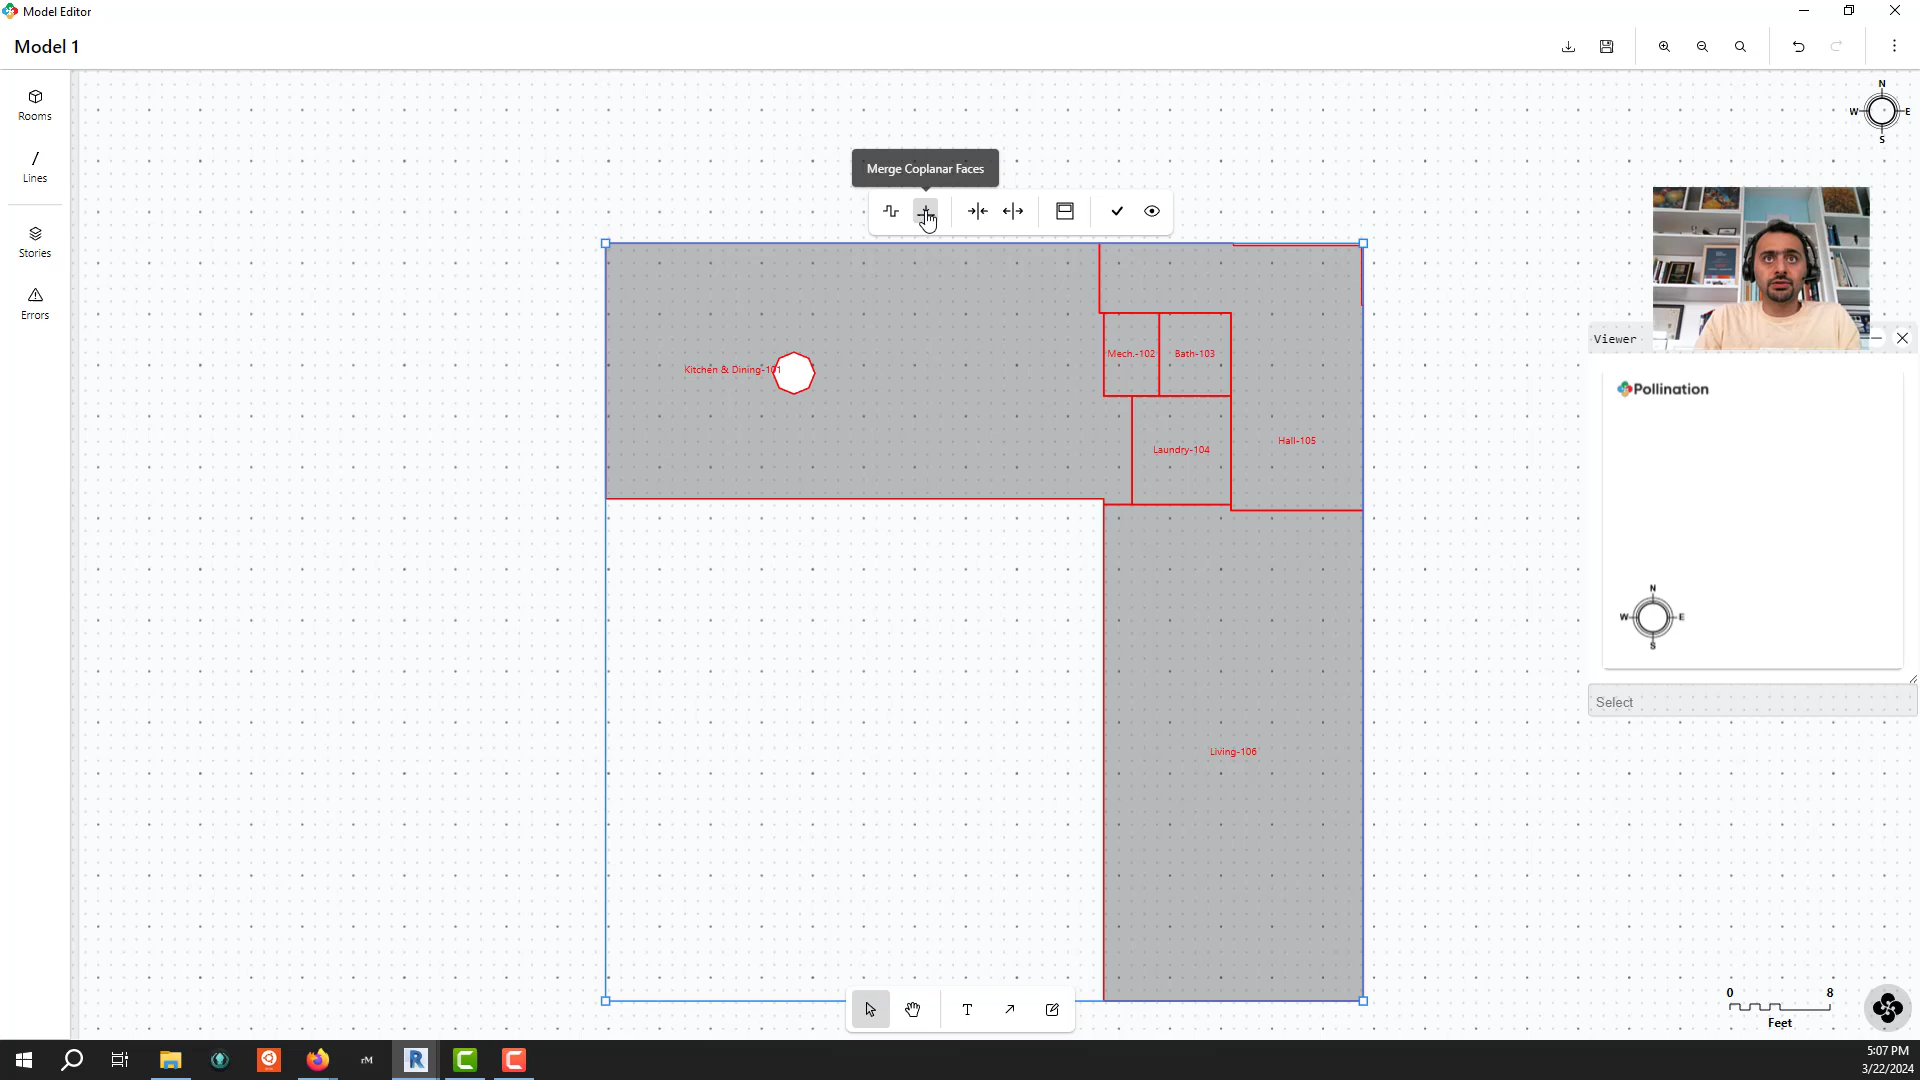 Model Editor
Model 1
Rooms
Lines
Stories
Errors
N
W
E
S
Merge Coplanar Faces
Kitchen & Dining-101
Mech.-102
Bath-103
Laundry-104
Hall-105
Living-106
Viewer
Pollination
N
W
E
S
Select
T
0
8
Feet
rM
R
C
C
5:07 PM
3/22/2024